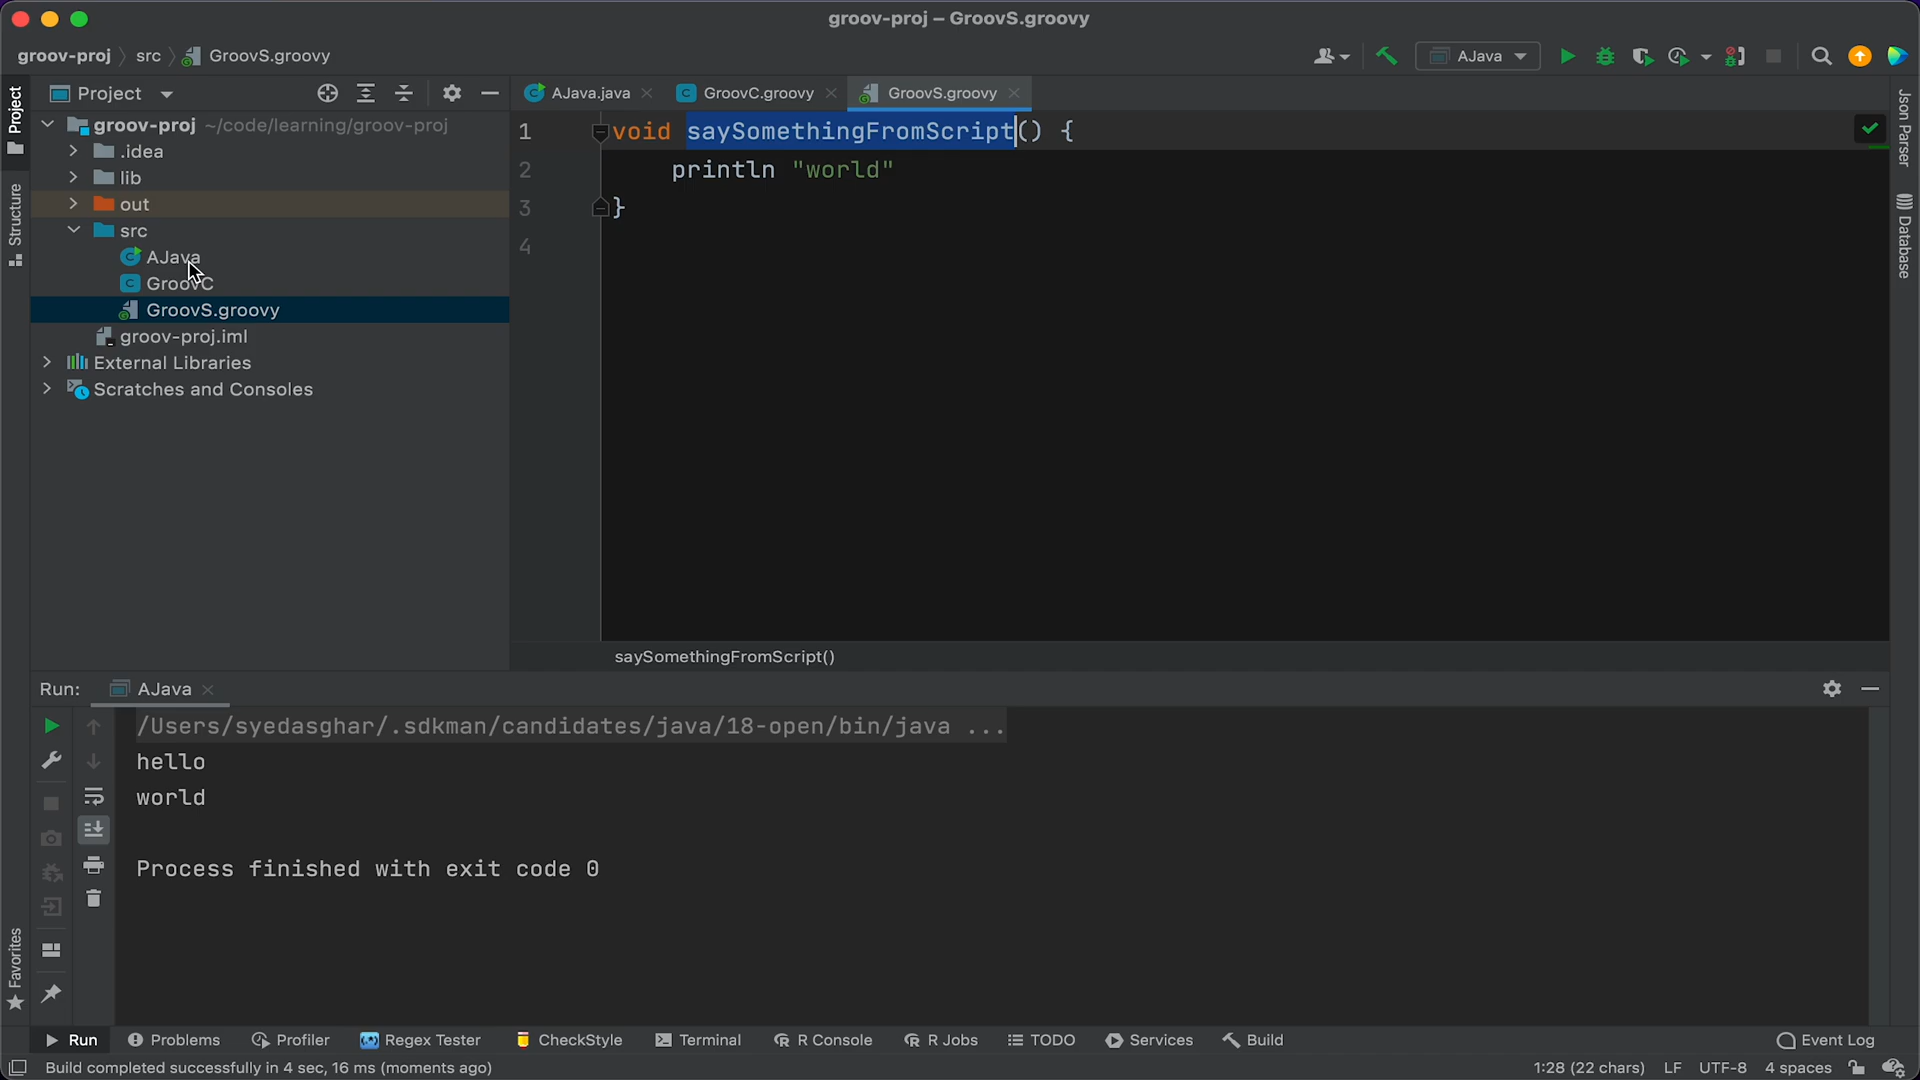 groov-proj – GroovS.groovy
groov-proj src GroovS.groovy
AJava
Project
AJava.java GroovC.groovy GroovS.groovy
Project
Structure
Favorites
groov-proj ~/code/learning/groov-proj
.idea
lib
out
src
AJava
GroovC
GroovS.groovy
groov-proj.iml
External Libraries
Scratches and Consoles
1 void saySomethingFromScript() {
2 println "world"
3 }
4
saySomethingFromScript()
Json Parser
Database
Run: AJava
/Users/syedasghar/.sdkman/candidates/java/18-open/bin/java ...
hello
world
Process finished with exit code 0
Run Problems Profiler Regex Tester CheckStyle Terminal R Console R Jobs TODO Services Build Event Log
Build completed successfully in 4 sec, 16 ms (moments ago) 1:28 (22 chars) LF UTF-8 4 spaces